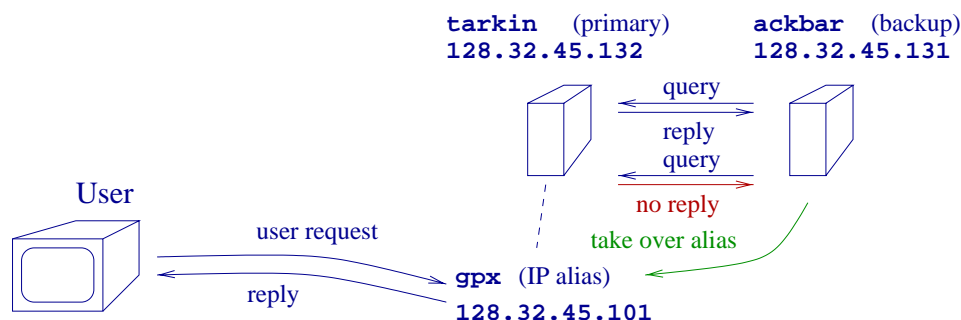 tarkin (primary)
128.32.45.132
ackbar (backup)
128.32.45.131
query
reply
query
no reply
take over alias
User
user request
reply
gpx (IP alias)
128.32.45.101